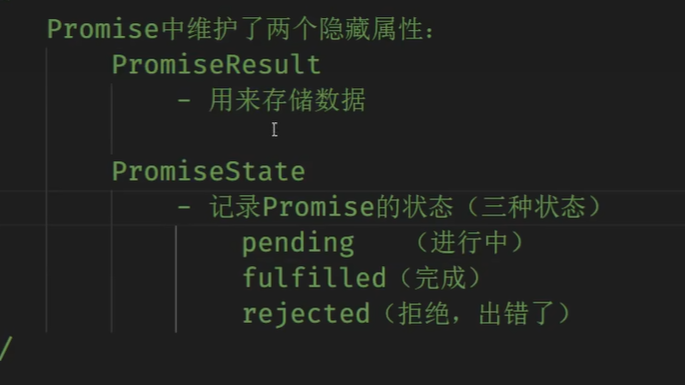 Promise中维护了两个隐藏属性：
PromiseResult
- 用来存储数据
PromiseState
- 记录Promise的状态（三种状态）
pending （进行中）
fulfilled（完成）
rejected（拒绝，出错了）
/